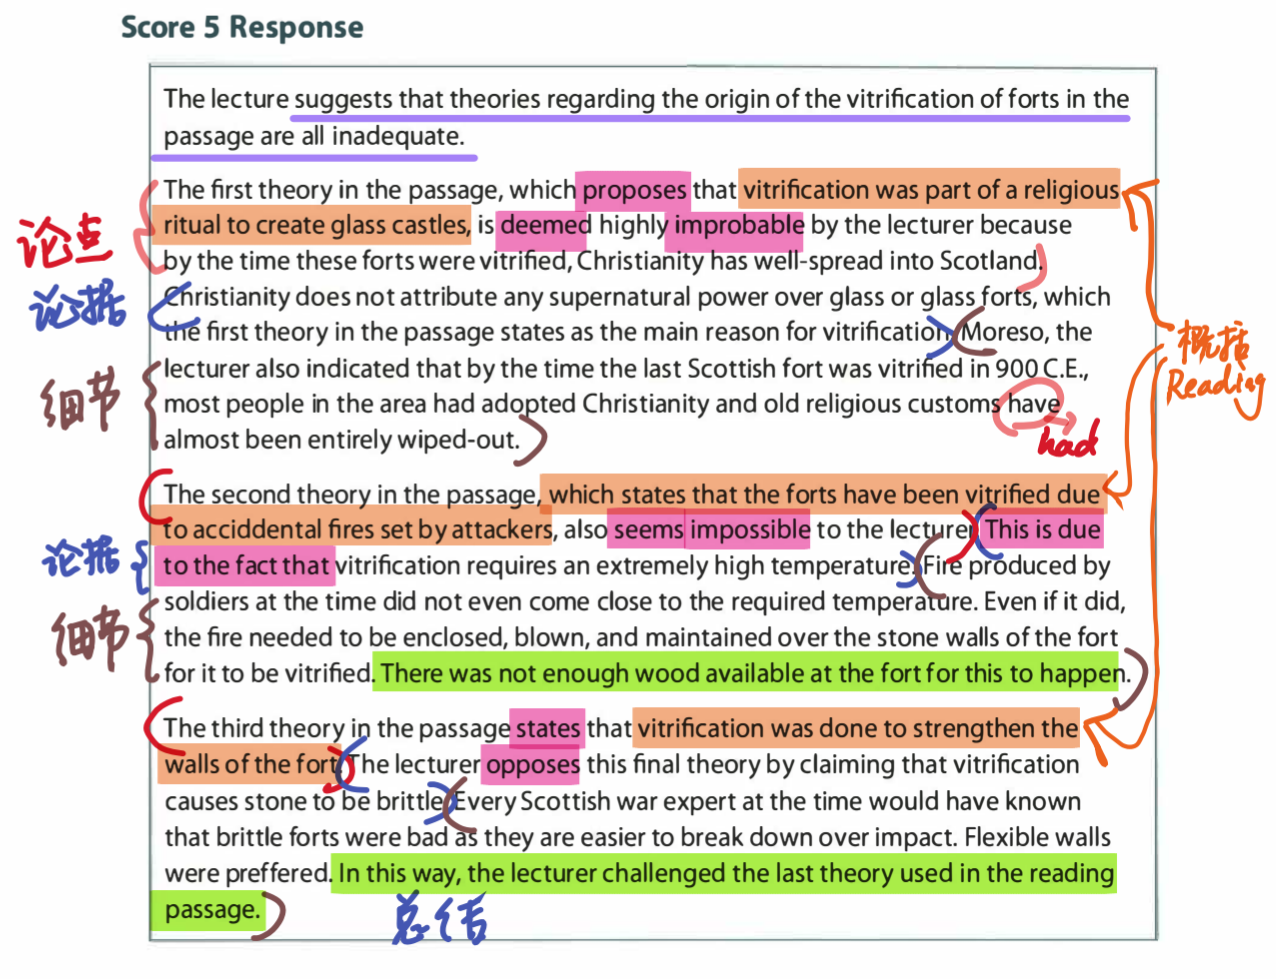 Score 5 Response
The lecture suggests that theories regarding the origin of the vitrification of forts in the
passage are all inadequate.
The first theory in the passage, which proposes that vitrification was part of a religious
ritual to create glass castles, is deemed highly improbable by the lecturer because
by the time these forts were vitrified, Christianity has well-spread into Scotland.
Christianity does not attribute any supernatural power over glass or glass forts, which
the first theory in the passage states as the main reason for vitrification. Moreso, the
lecturer also indicated that by the time the last Scottish fort was vitrified in 900 C.E.,
most people in the area had adopted Christianity and old religious customs have
almost been entirely wiped-out.
had
The second theory in the passage, which states that the forts have been vitrified due
to acciddental fires set by attackers, also seems impossible to the lecturer. This is due
to the fact that vitrification requires an extremely high temperature. Fire produced by
soldiers at the time did not even come close to the required temperature. Even if it did,
the fire needed to be enclosed, blown, and maintained over the stone walls of the fort
for it to be vitrified. There was not enough wood available at the fort for this to happen.
The third theory in the passage states that vitrification was done to strengthen the
walls of the fort. The lecturer opposes this final theory by claiming that vitrification
causes stone to be brittle. Every Scottish war expert at the time would have known
that brittle forts were bad as they are easier to break down over impact. Flexible walls
were preffered. In this way, the lecturer challenged the last theory used in the reading
passage.
论点
论据
细节
论据
细节
总结
概括
Reading